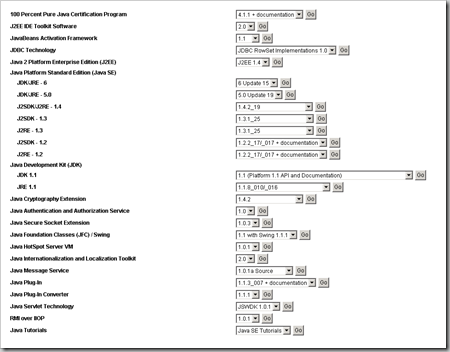 100 Percent Pure Java Certification Program 4.1.1 + documentation Go
J2EE IDE Toolkit Software 2.0 Go
JavaBeans Activation Framework 1.1 Go
JDBC Technology JDBC RowSet Implementations 1.0 Go
Java 2 Platform Enterprise Edition (J2EE) J2EE 1.4 Go
Java Platform Standard Edition (Java SE)
JDK/JRE - 6 6 Update 15 Go
JDK/JRE - 5.0 5.0 Update 19 Go
J2SDK/J2RE - 1.4 1.4.2_19 Go
J2SDK - 1.3 1.3.1_25 Go
J2RE - 1.3 1.3.1_25 Go
J2SDK - 1.2 1.2.2_17/_017 + documentation Go
J2RE - 1.2 1.2.2_17/_017 + documentation Go
Java Development Kit (JDK)
JDK 1.1 1.1 (Platform 1.1 API and Documentation) Go
JRE 1.1 1.1.8_010/_016 Go
Java Cryptography Extension 1.4.2 Go
Java Authentication and Authorization Service 1.0 Go
Java Secure Socket Extension 1.0.3 Go
Java Foundation Classes (JFC) / Swing 1.1 with Swing 1.1.1 Go
Java HotSpot Server VM 1.0.1 Go
Java Internationalization and Localization Toolkit 2.0 Go
Java Message Service 1.0.1a Source Go
Java Plug-In 1.1.3_007 + documentation Go
Java Plug-In Converter 1.1.1 Go
Java Servlet Technology JSWDK 1.0.1 Go
RMI over IIOP 1.0.1 Go
Java Tutorials Java SE Tutorials Go